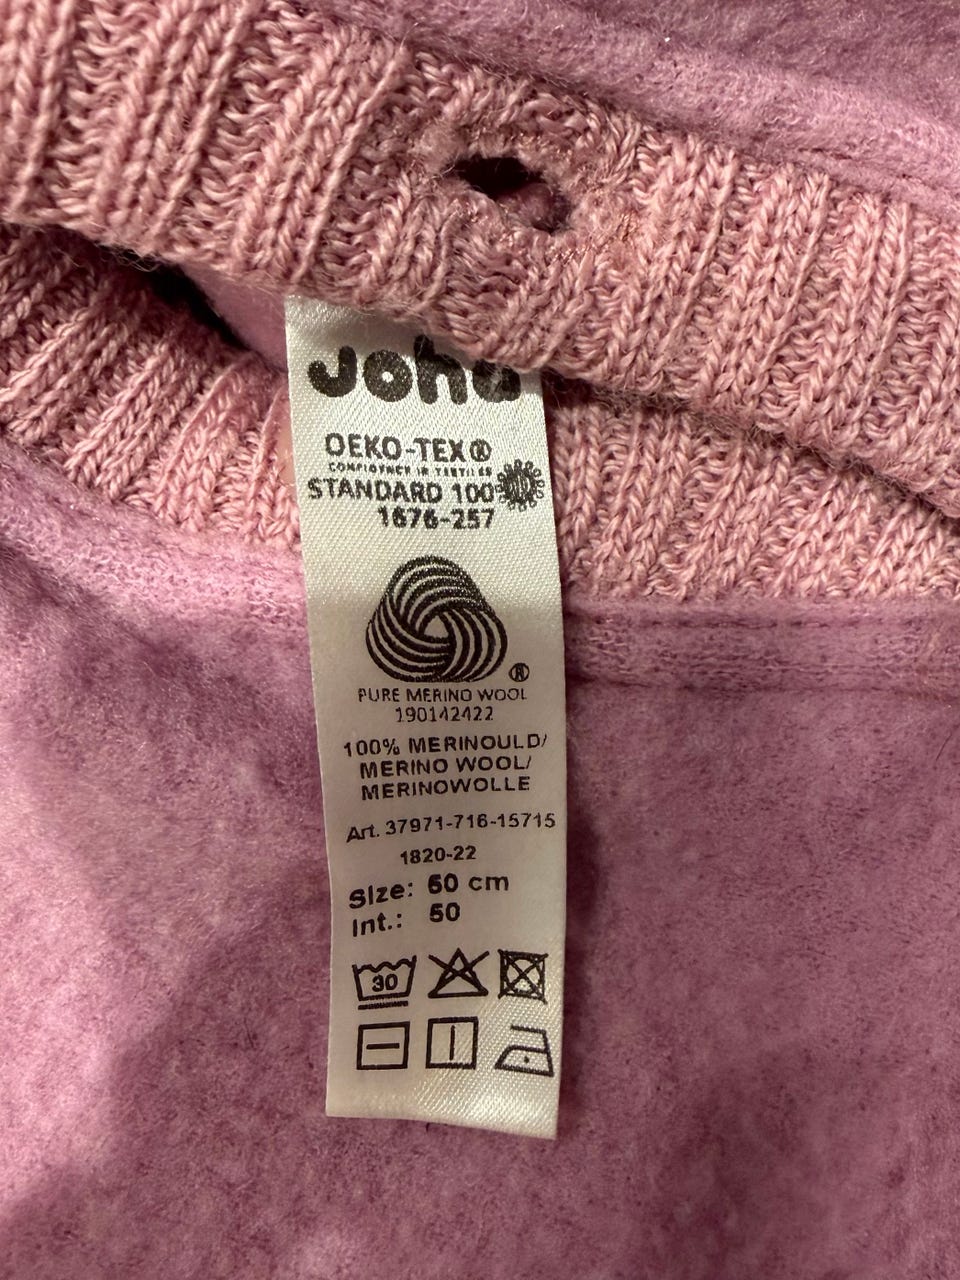 Joha
OEKO-TEX®
CONFIDENCE IN TEXTILES
STANDARD 100
1676-257
®
PURE MERINO WOOL
190142422
100% MERINOULD/
MERINO WOOL/
MERINOWOLLE
Art. 37971-716-15715
1820-22
Size: 50 cm
Int.: 50
30